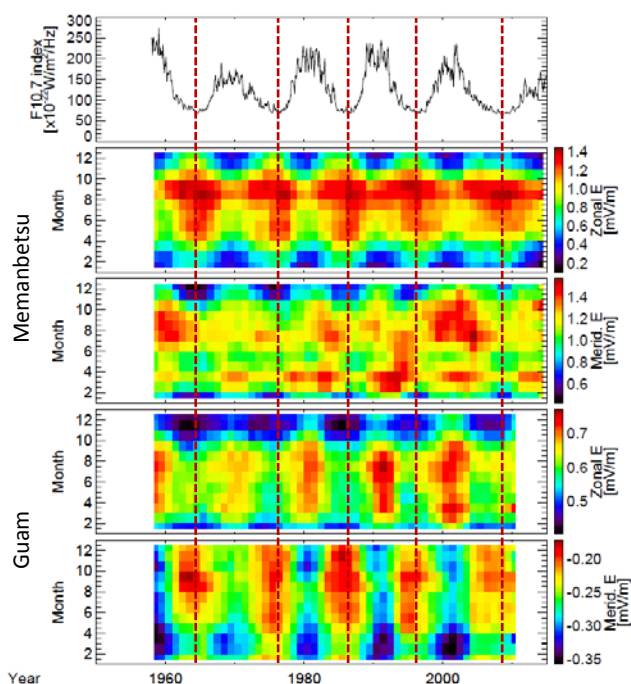 F10.7 index
[x10⁻²²W/m²/Hz]
300
250
200
150
100
50
0
Memanbetsu
Month
12
10
8
6
4
2
1.4
1.2
1.0
0.8
0.6
0.4
0.2
Zonal E
[mV/m]
Month
12
10
8
6
4
2
1.4
1.2
1.0
0.8
0.6
Merid. E
[mV/m]
Guam
Month
12
10
8
6
4
2
0.7
0.6
0.5
Zonal E
[mV/m]
Month
12
10
8
6
4
2
-0.20
-0.25
-0.30
-0.35
Merid. E
[mV/m]
Year 1960 1980 2000